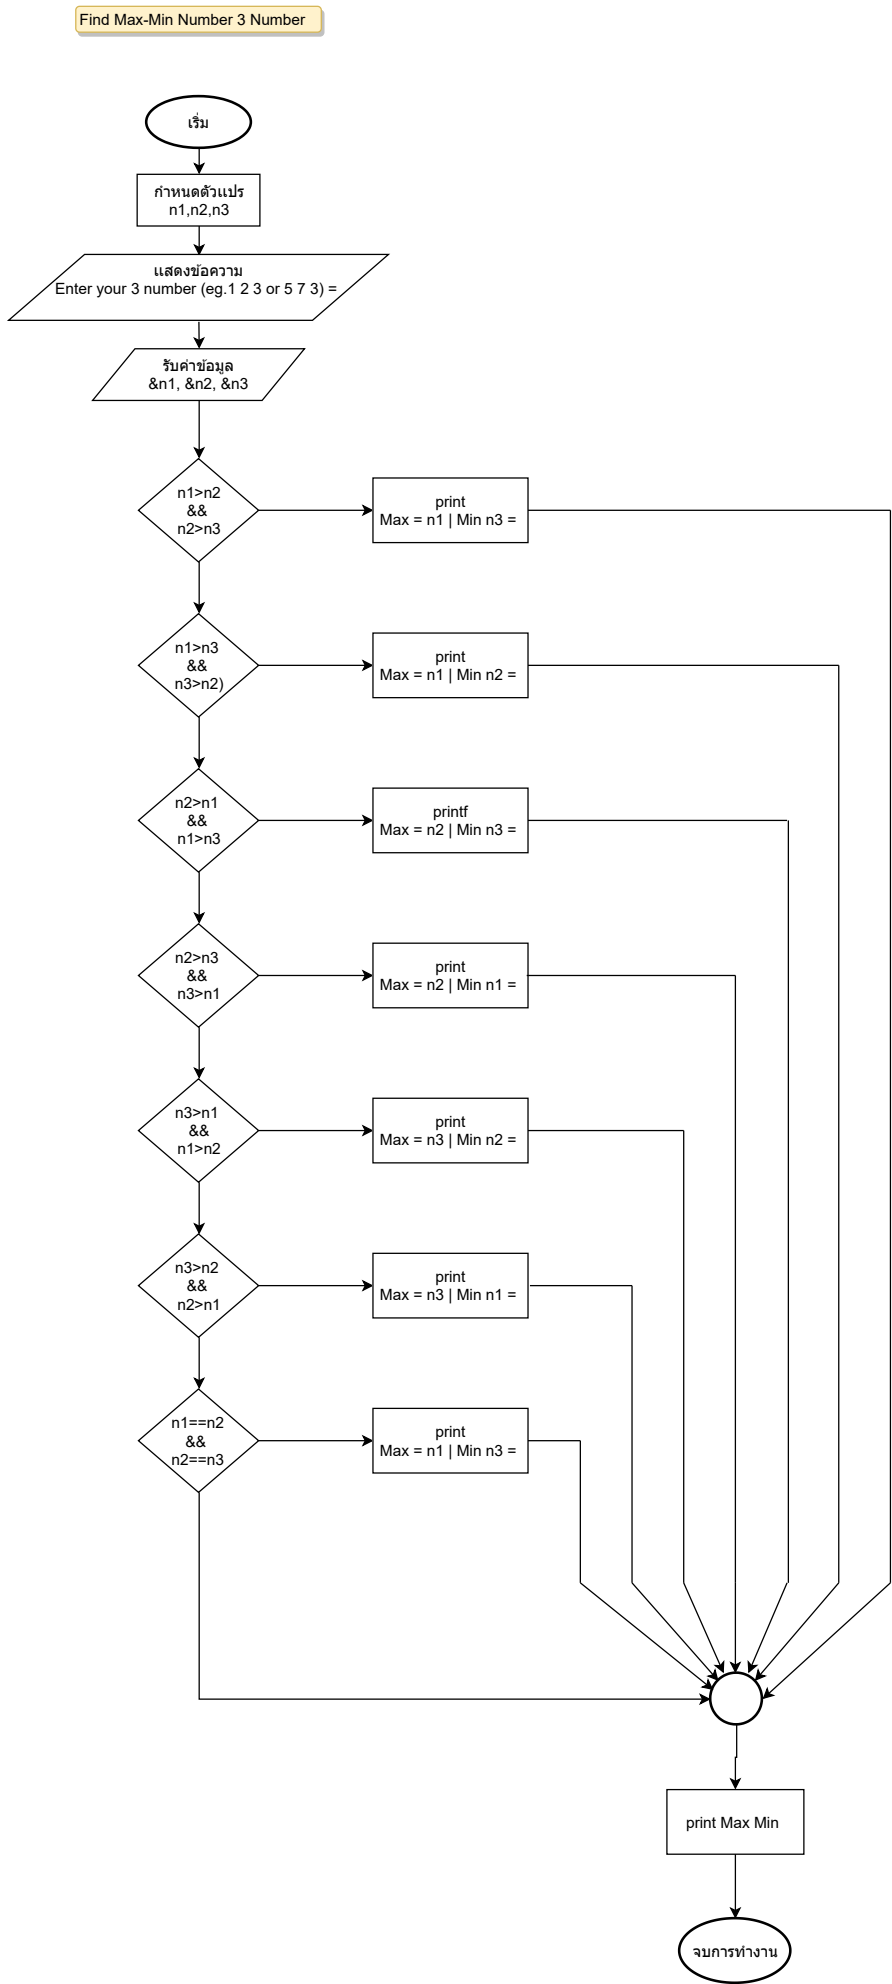 Find Max-Min Number 3 Number
เริ่ม
กำหนดตัวแปร
n1,n2,n3
แสดงข้อความ
Enter your 3 number (eg.1 2 3 or 5 7 3) =
รับค่าข้อมูล
&n1, &n2, &n3
n1>n2
&&
n2>n3
print
Max = n1 | Min n3 =
n1>n3
&&
n3>n2)
print
Max = n1 | Min n2 =
n2>n1
&&
n1>n3
printf
Max = n2 | Min n3 =
n2>n3
&&
n3>n1
print
Max = n2 | Min n1 =
n3>n1
&&
n1>n2
print
Max = n3 | Min n2 =
n3>n2
&&
n2>n1
print
Max = n3 | Min n1 =
n1==n2
&&
n2==n3
print
Max = n1 | Min n3 =
print Max Min
จบการทำงาน